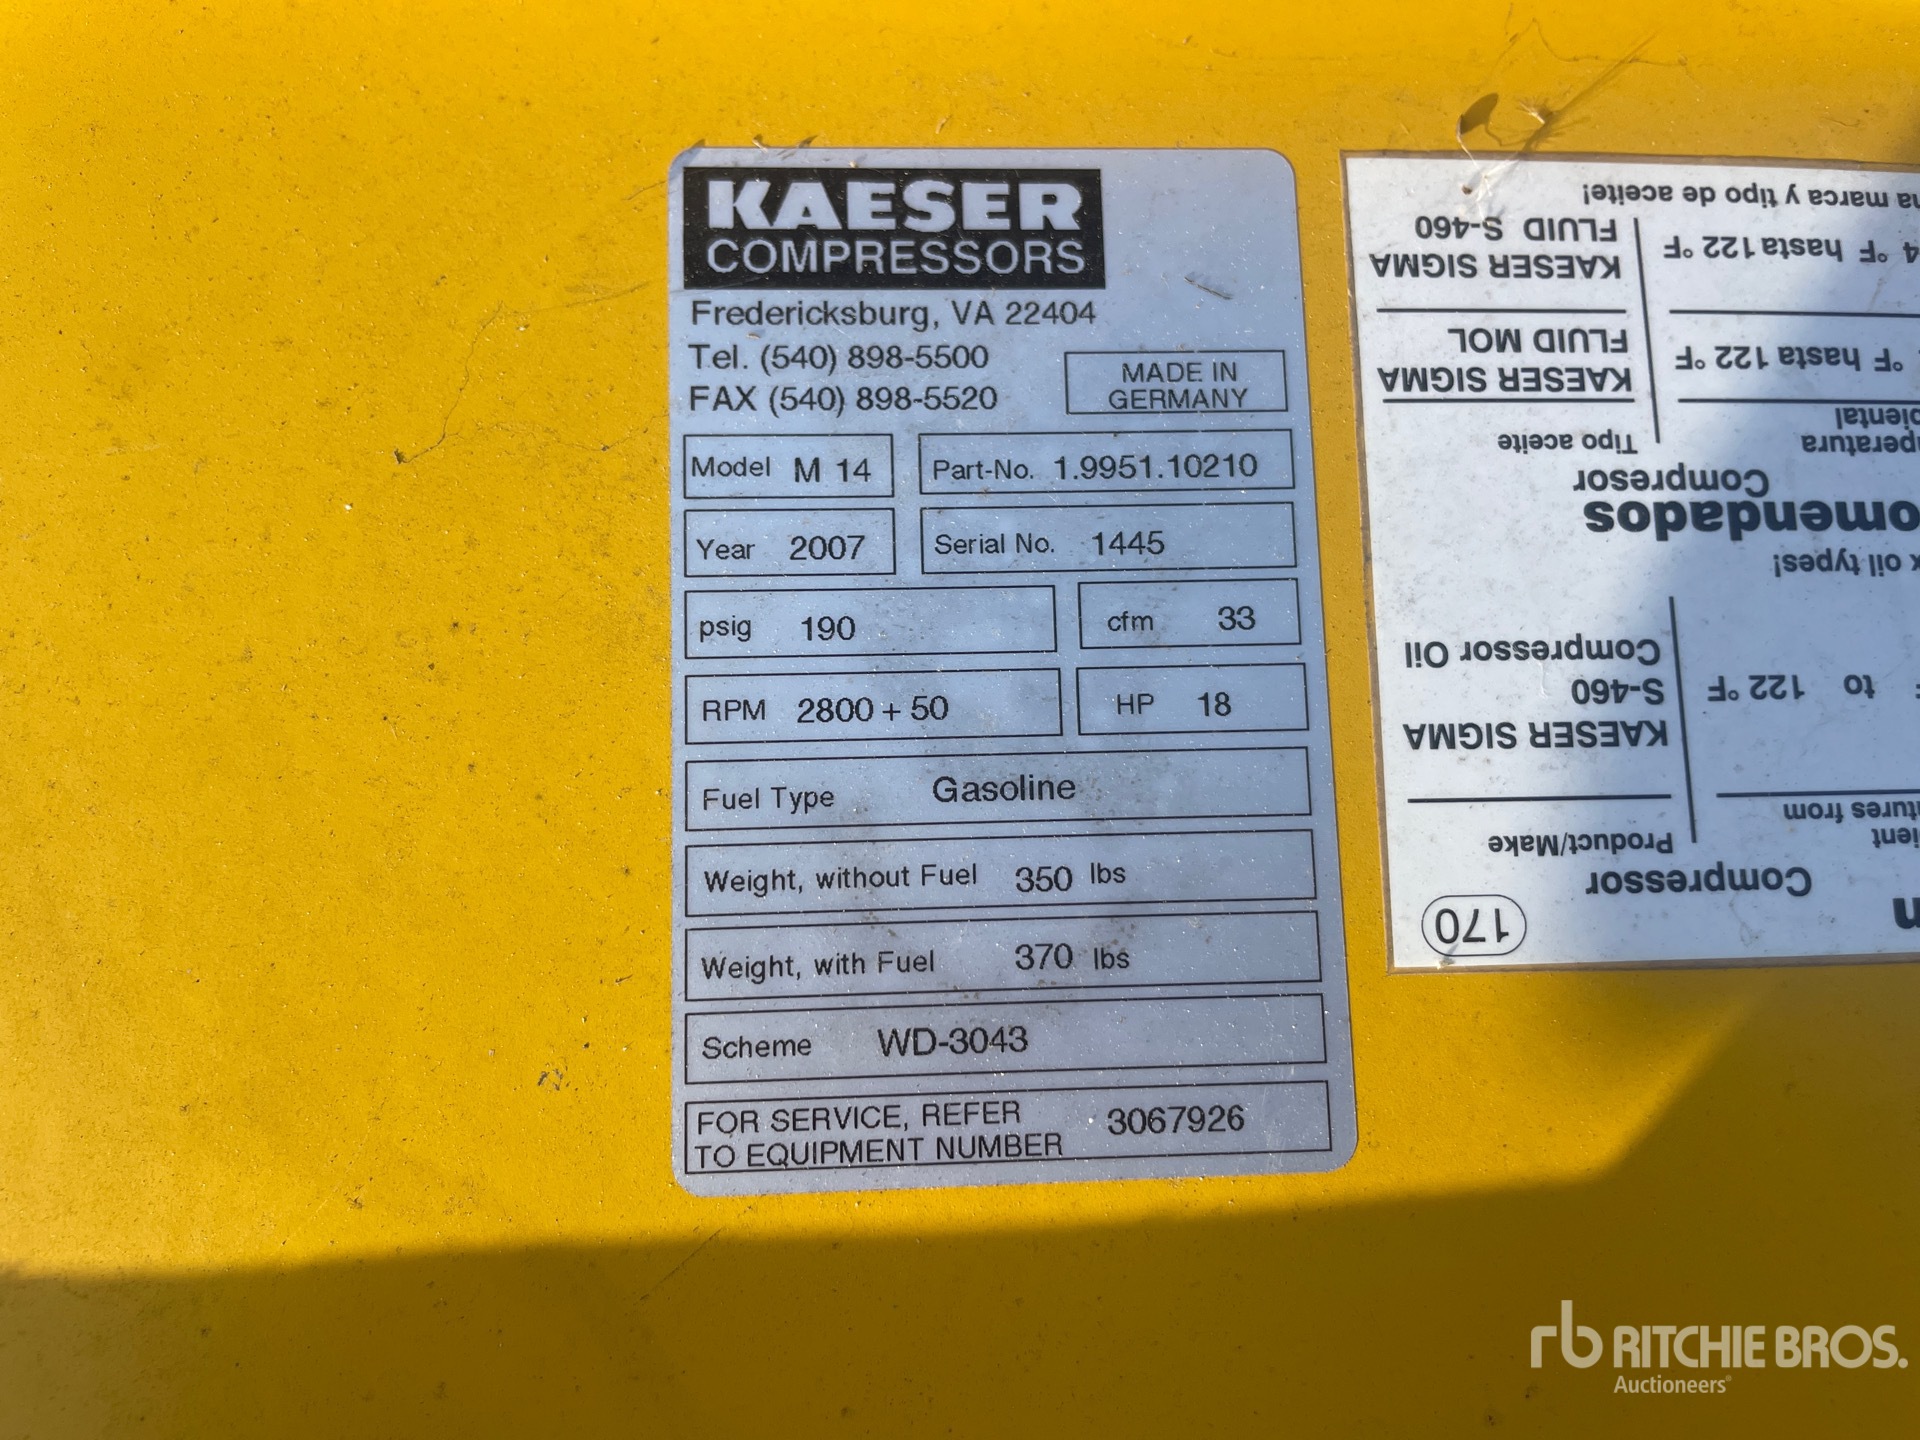 KAESER
COMPRESSORS
Fredericksburg, VA 22404
Tel. (540) 898-5500
FAX (540) 898-5520
MADE IN
GERMANY
Model M 14
Part-No. 1.9951.10210
Year 2007
Serial No. 1445
psig 190
cfm 33
RPM 2800 + 50
HP 18
Fuel Type Gasoline
Weight, without Fuel 350 lbs
Weight, with Fuel 370 lbs
Scheme WD-3043
FOR SERVICE, REFER
TO EQUIPMENT NUMBER 3067926
170
Compressor
Product/Make
from
KAESER SIGMA
S-460
Compressor Oil
to 122 °F
oil types!
Compresor
Tipo aceite
KAESER SIGMA
FLUID MOL
°F hasta 122 °F
KAESER SIGMA
FLUID S-460
°F hasta 122 °F
marca y tipo de aceite!
rb RITCHIE BROS.
Auctioneers